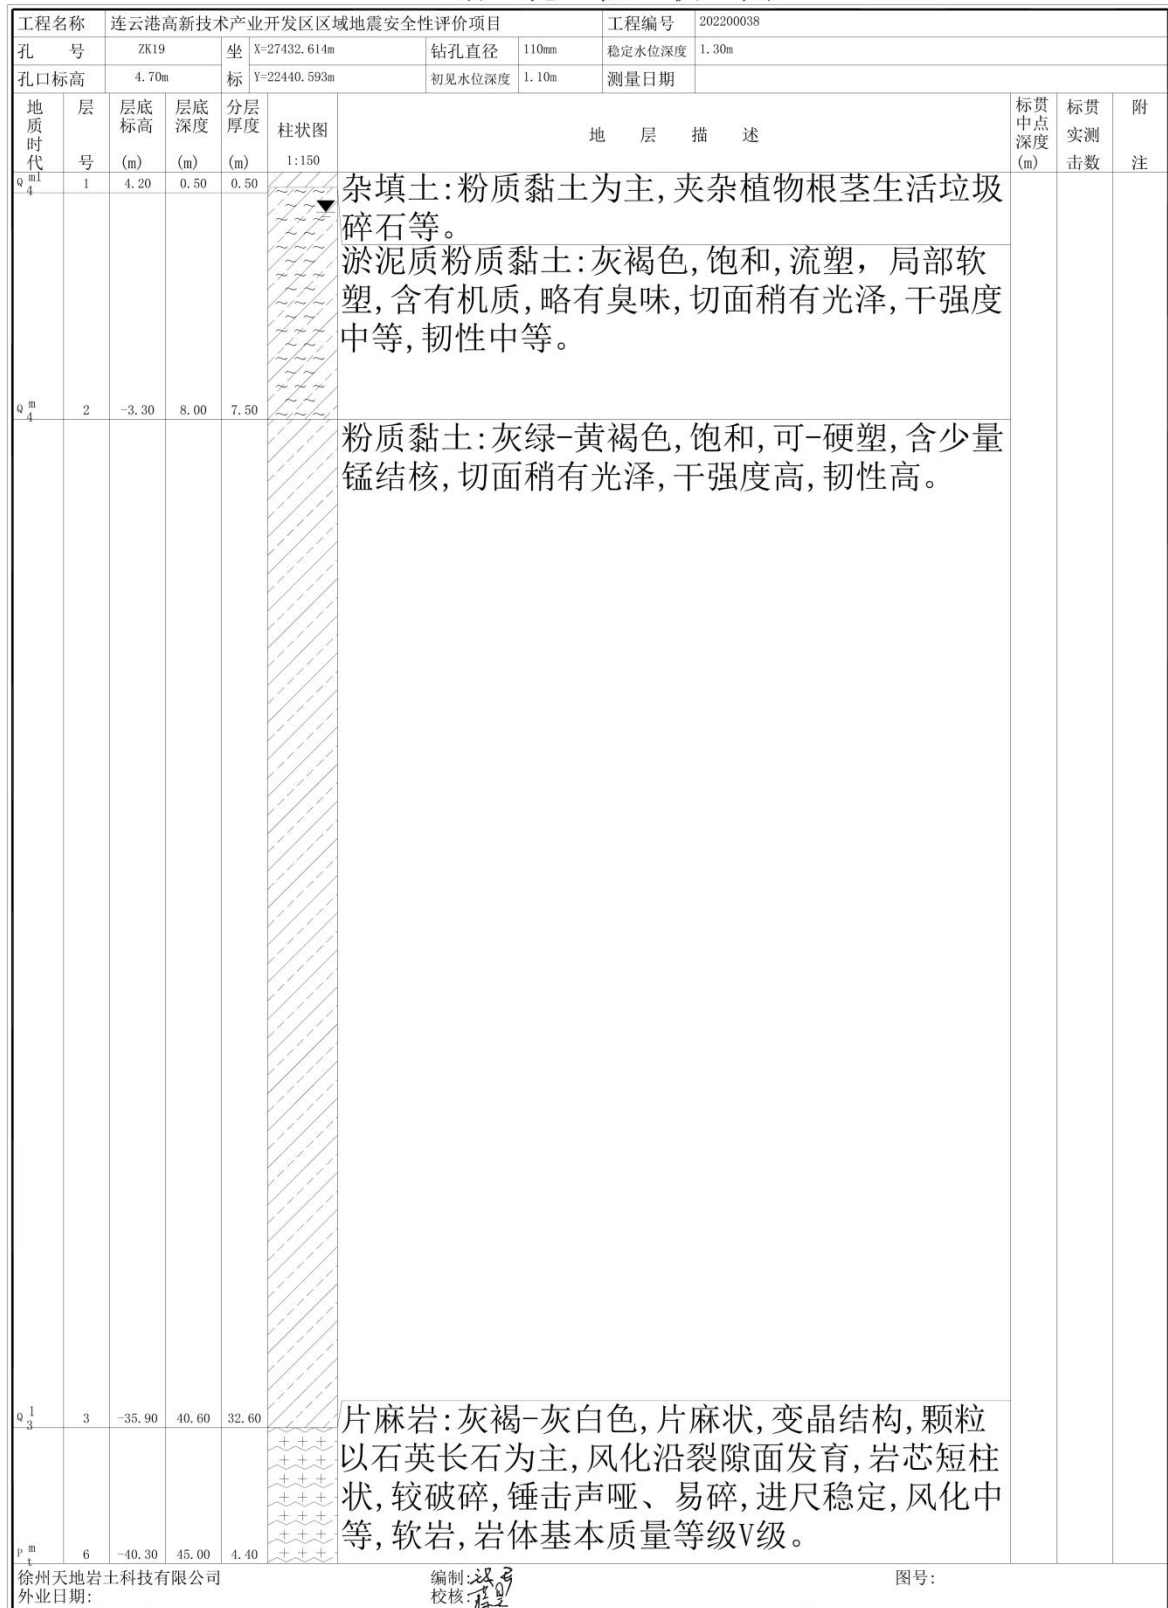 工程名称 连云港高新技术产业开发区区域地震安全性评价项目 工程编号 202200038
孔 号 ZK19 坐 X=27432.614m 钻孔直径 110mm 稳定水位深度 1.30m
孔口标高 4.70m 标 Y=22440.593m 初见水位深度 1.10m 测量日期
地质时代 层号 层底标高(m) 层底深度(m) 分层厚度(m) 柱状图 1:150 地 层 描 述 标贯中点深度(m) 标贯实测击数 附注
Q4ml 1 4.20 0.50 0.50
杂填土:粉质黏土为主,夹杂植物根茎生活垃圾
碎石等。
淤泥质粉质黏土:灰褐色,饱和,流塑，局部软
塑,含有机质,略有臭味,切面稍有光泽,干强度
中等,韧性中等。
Q4m 2 -3.30 8.00 7.50
粉质黏土:灰绿-黄褐色,饱和,可-硬塑,含少量
锰结核,切面稍有光泽,干强度高,韧性高。
Q31 3 -35.90 40.60 32.60
片麻岩:灰褐-灰白色,片麻状,变晶结构,颗粒
以石英长石为主,风化沿裂隙面发育,岩芯短柱
状,较破碎,锤击声哑、易碎,进尺稳定,风化中
等,软岩,岩体基本质量等级V级。
Ptm 6 -40.30 45.00 4.40
徐州天地岩土科技有限公司 编制: 图号:
外业日期: 校核: